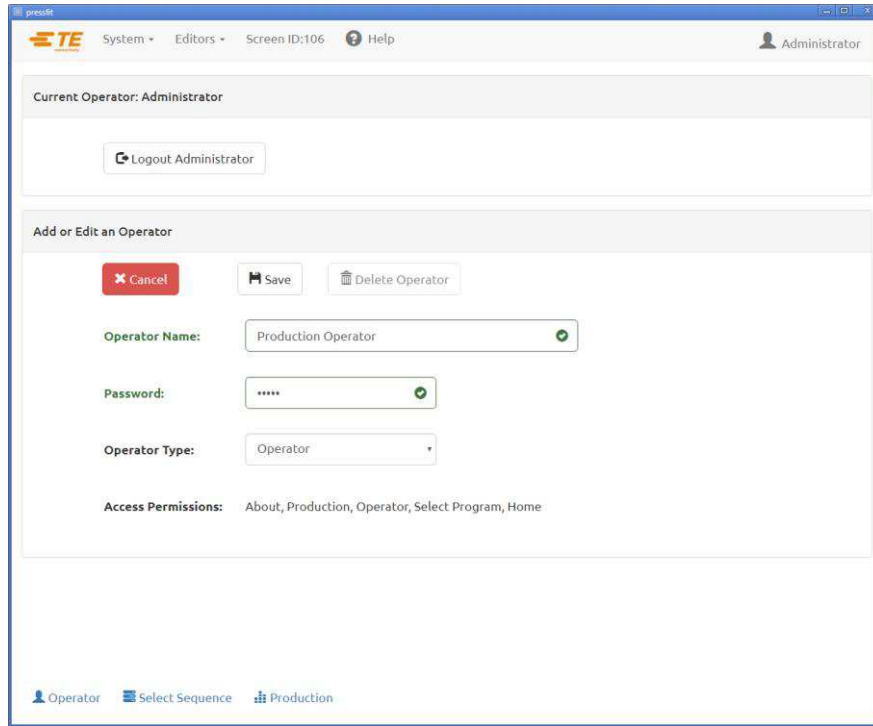 pressfit
TE System Editors Screen ID:106 Help Administrator
Current Operator: Administrator
Logout Administrator
Add or Edit an Operator
Cancel Save Delete Operator
Operator Name: Production Operator
Password: •••••
Operator Type: Operator
Access Permissions: About, Production, Operator, Select Program, Home
Operator Select Sequence Production